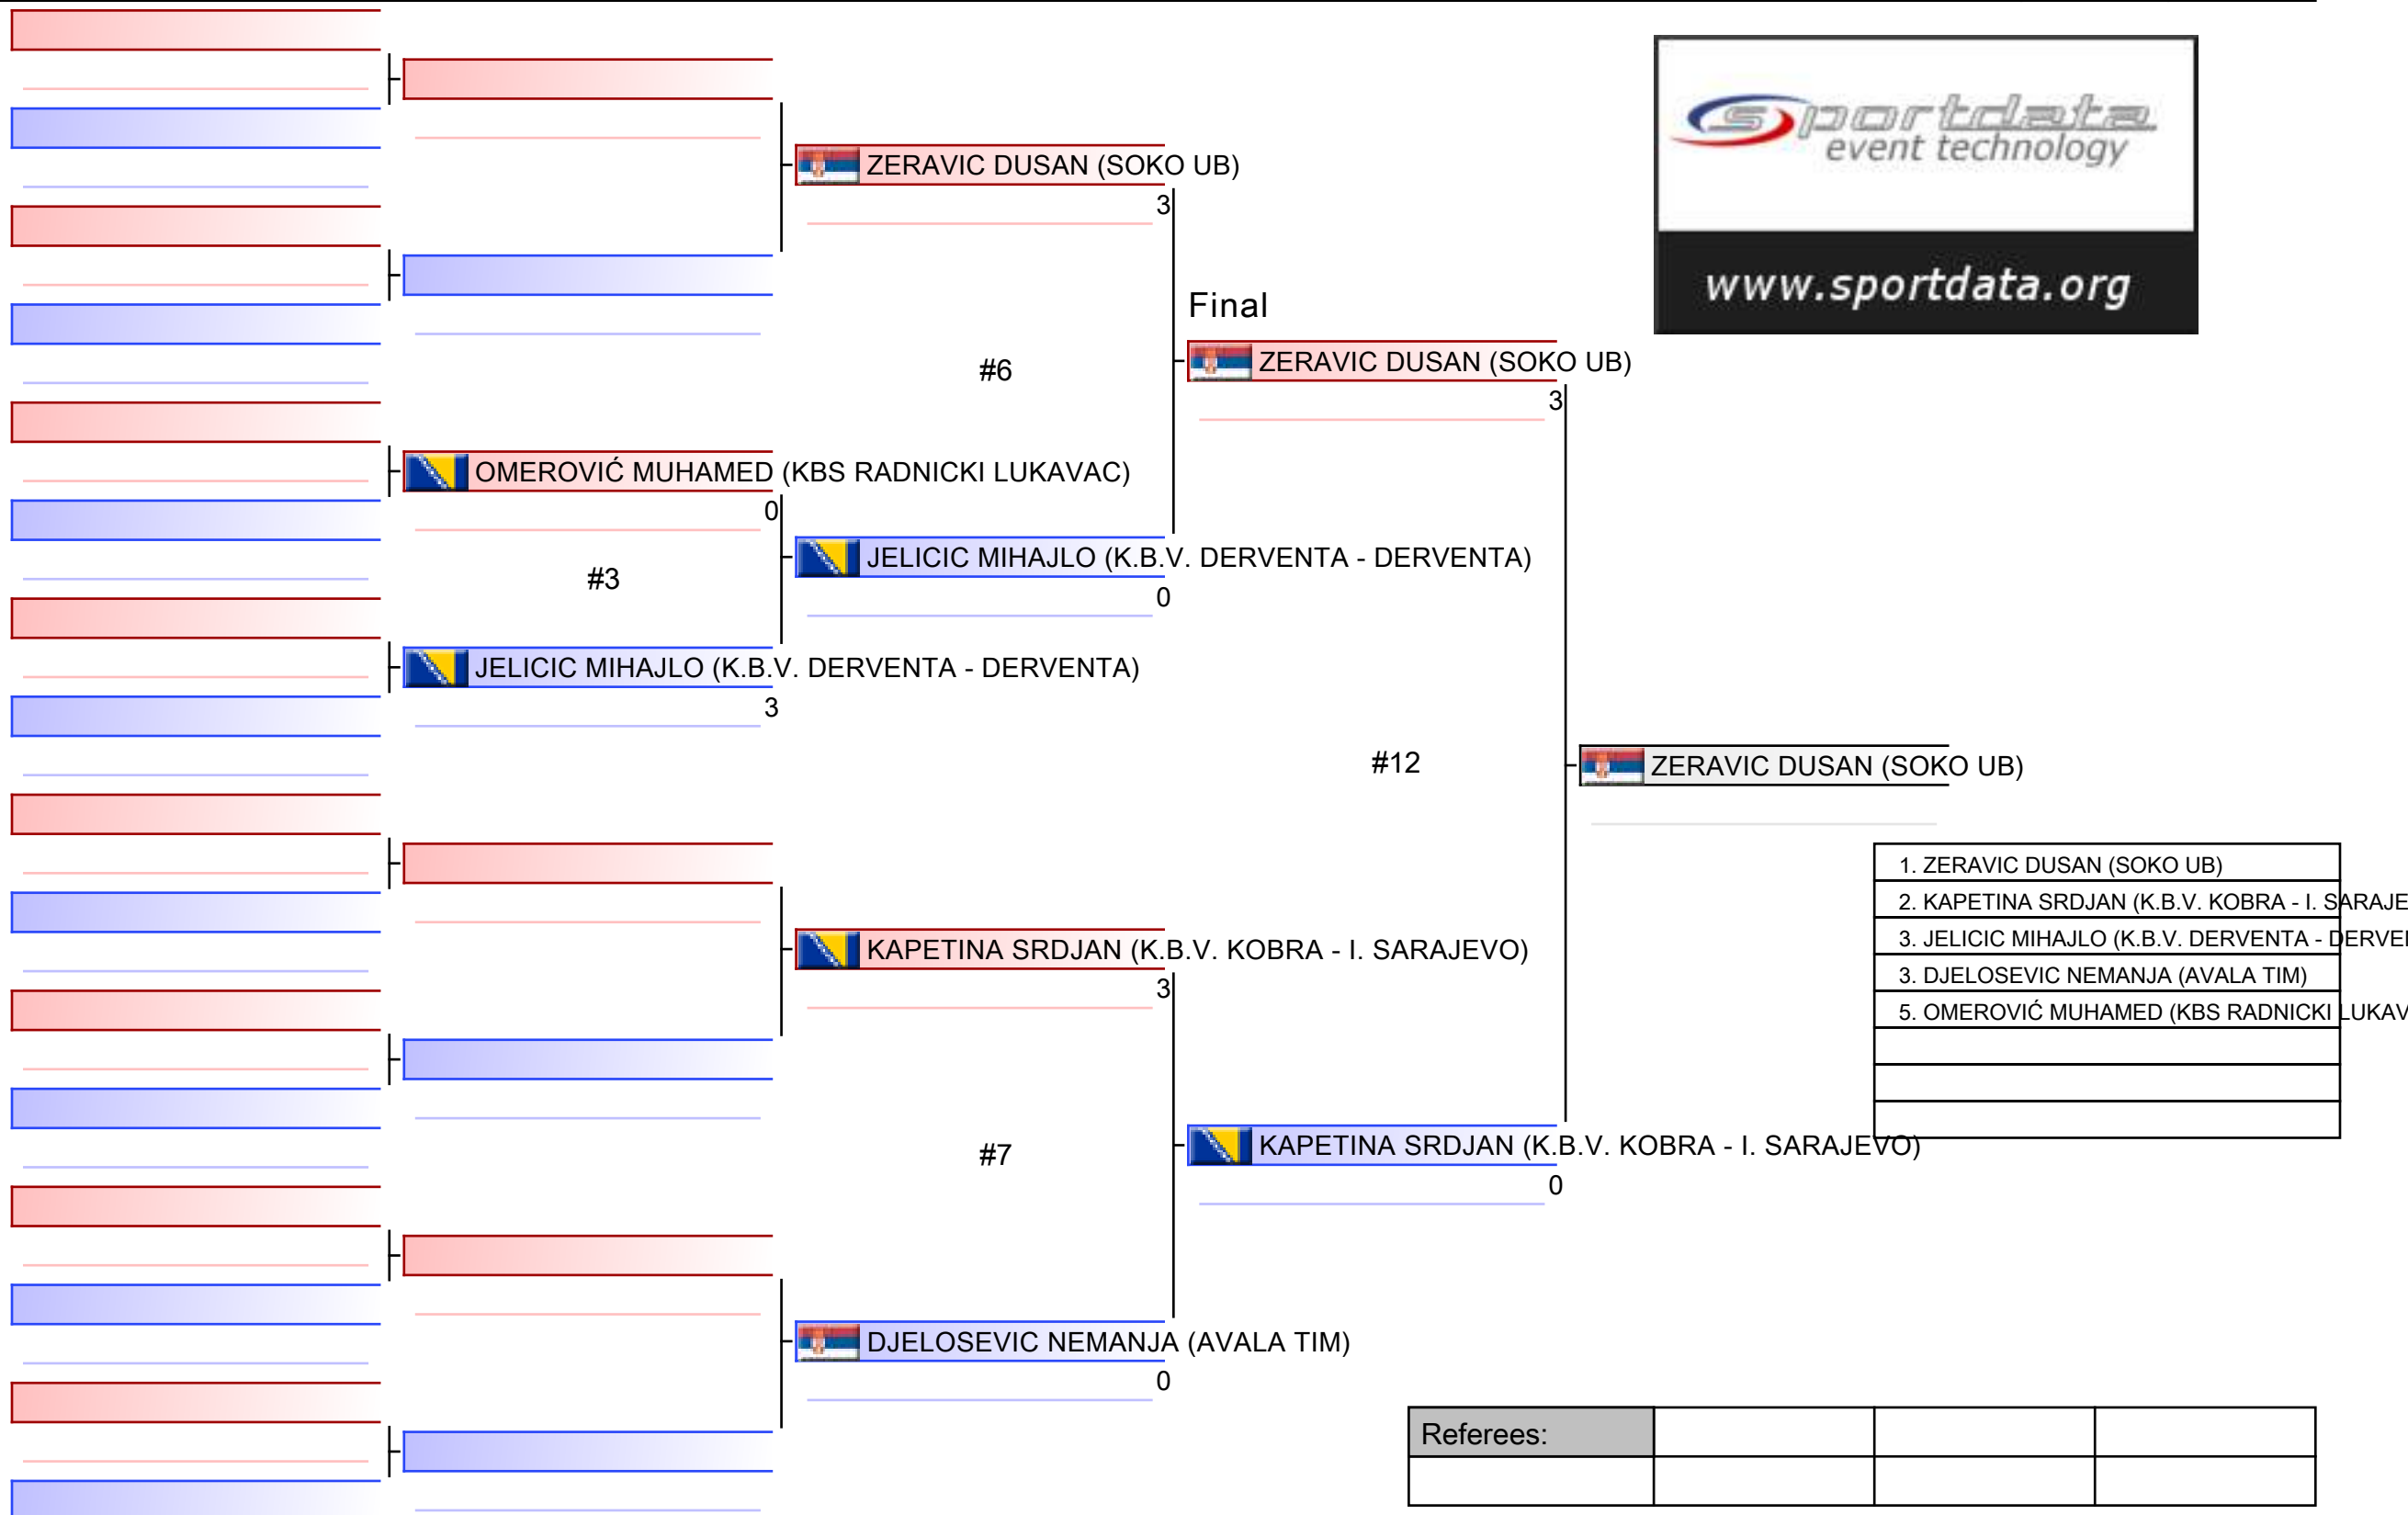 sportdata
event technology
www.sportdata.org
ZERAVIC DUSAN (SOKO UB)
3
Final
#6
ZERAVIC DUSAN (SOKO UB)
3
OMEROVIĆ MUHAMED (KBS RADNICKI LUKAVAC)
0
#3
JELICIC MIHAJLO (K.B.V. DERVENTA - DERVENTA)
0
JELICIC MIHAJLO (K.B.V. DERVENTA - DERVENTA)
3
#12
ZERAVIC DUSAN (SOKO UB)
1. ZERAVIC DUSAN (SOKO UB)
2. KAPETINA SRDJAN (K.B.V. KOBRA - I. SARAJE
3. JELICIC MIHAJLO (K.B.V. DERVENTA - DERVE
3. DJELOSEVIC NEMANJA (AVALA TIM)
5. OMEROVIĆ MUHAMED (KBS RADNICKI LUKAV
KAPETINA SRDJAN (K.B.V. KOBRA - I. SARAJEVO)
3
#7
KAPETINA SRDJAN (K.B.V. KOBRA - I. SARAJEVO)
0
DJELOSEVIC NEMANJA (AVALA TIM)
0
Referees: